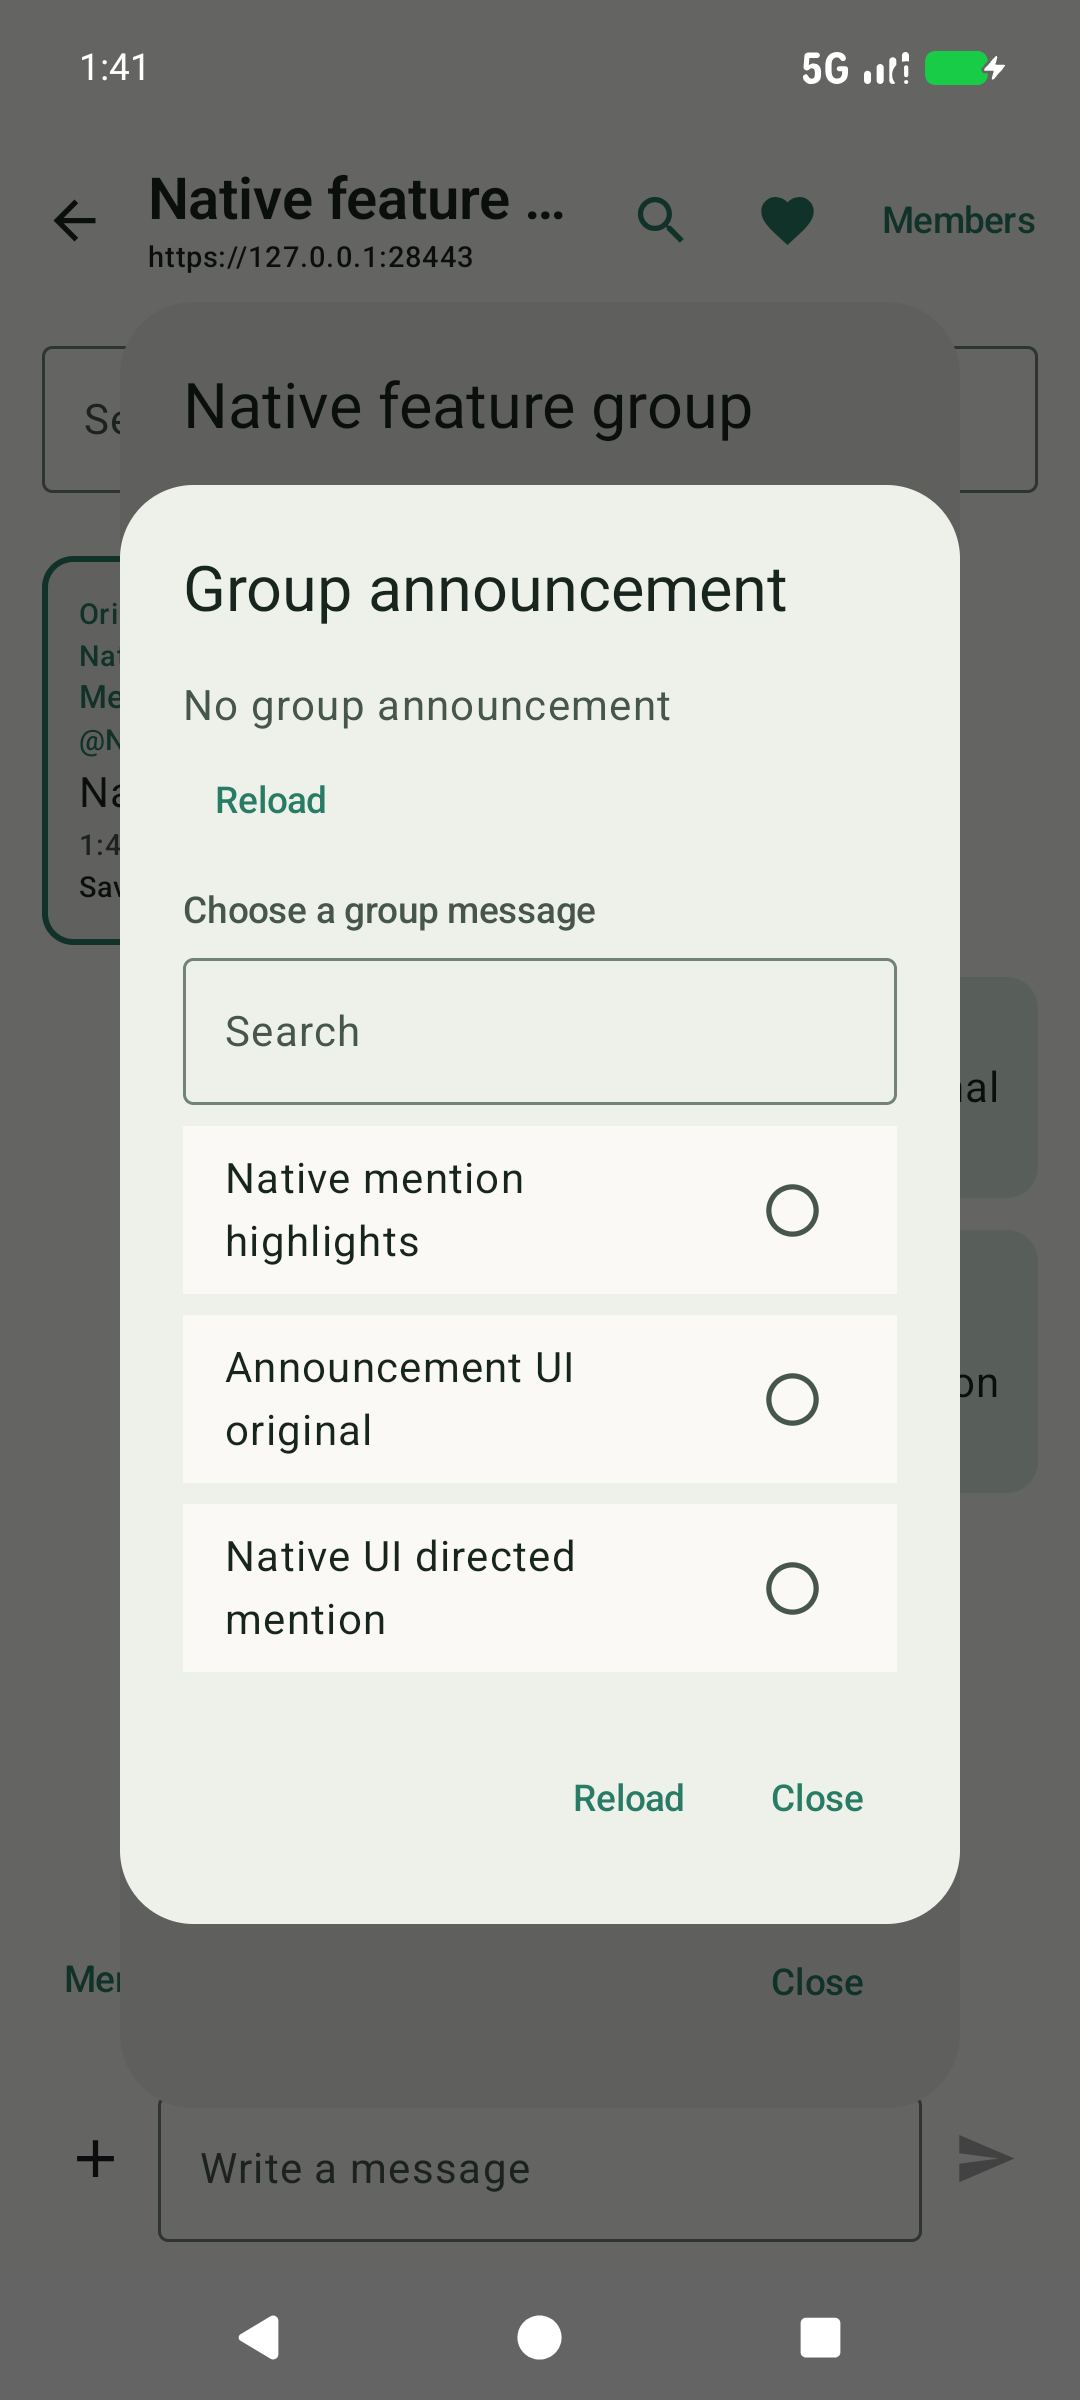 1:41
5G
Native feature ...
https://127.0.0.1:28443
Members
Native feature group
Group announcement
No group announcement
Reload
Choose a group message
Search
Native mention
highlights
Announcement UI
original
Native UI directed
mention
Reload
Close
Close
Write a message